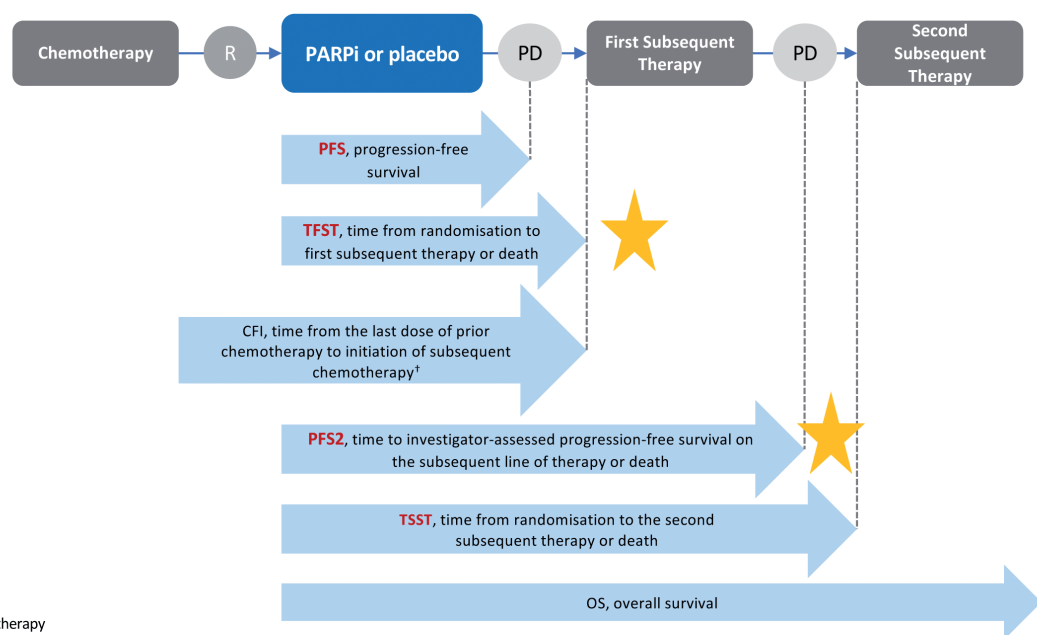 Chemotherapy
R
PARPi or placebo
PD
First Subsequent
Therapy
PD
Second
Subsequent
Therapy
PFS, progression-free
survival
TFST, time from randomisation to
first subsequent therapy or death
CFI, time from the last dose of prior
chemotherapy to initiation of subsequent
chemotherapy†
PFS2, time to investigator-assessed progression-free survival on
the subsequent line of therapy or death
TSST, time from randomisation to the second
subsequent therapy or death
OS, overall survival